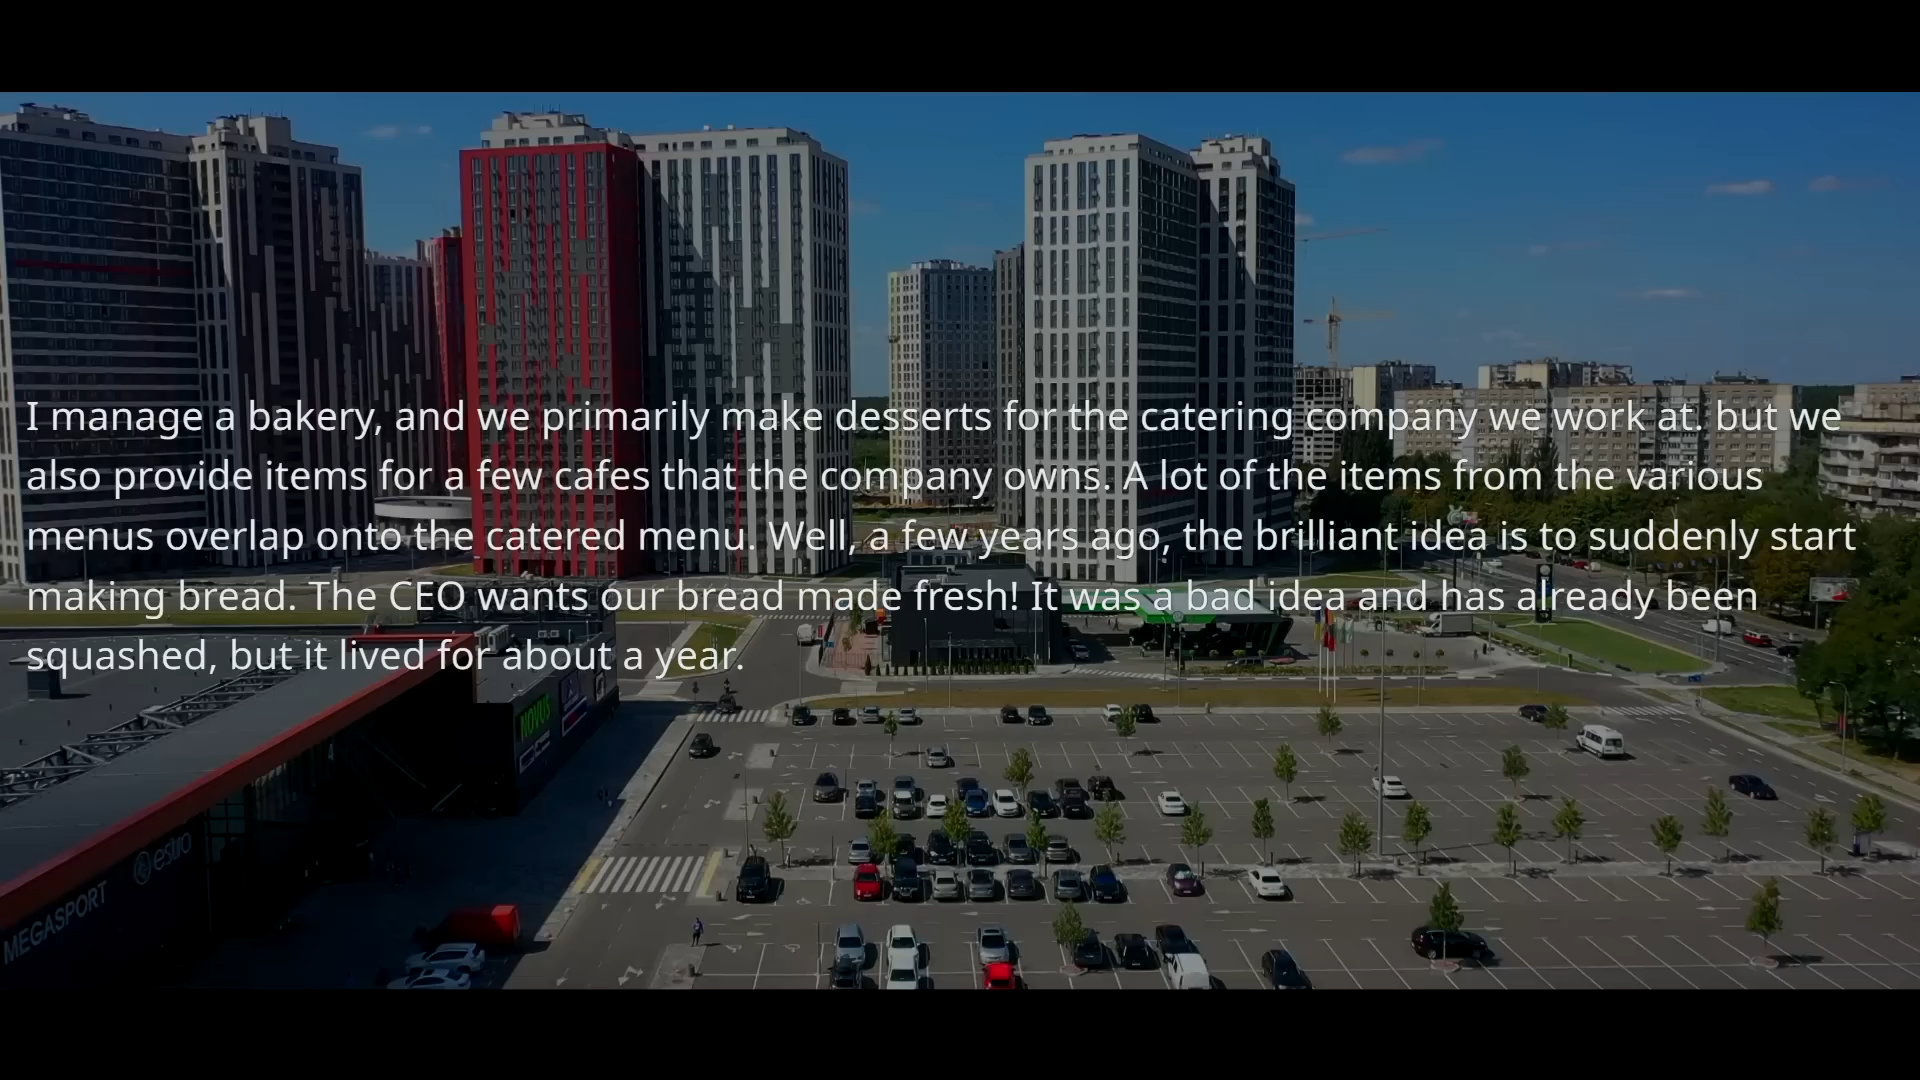 I manage a bakery, and we primarily make desserts for the catering company we work at. but we
also provide items for a few cafes that the company owns. A lot of the items from the various
menus overlap onto the catered menu. Well, a few years ago, the brilliant idea is to suddenly start
making bread. The CEO wants our bread made fresh! It was a bad idea and has already been
squashed, but it lived for about a year.
NOVUS
estro
MEGASPORT